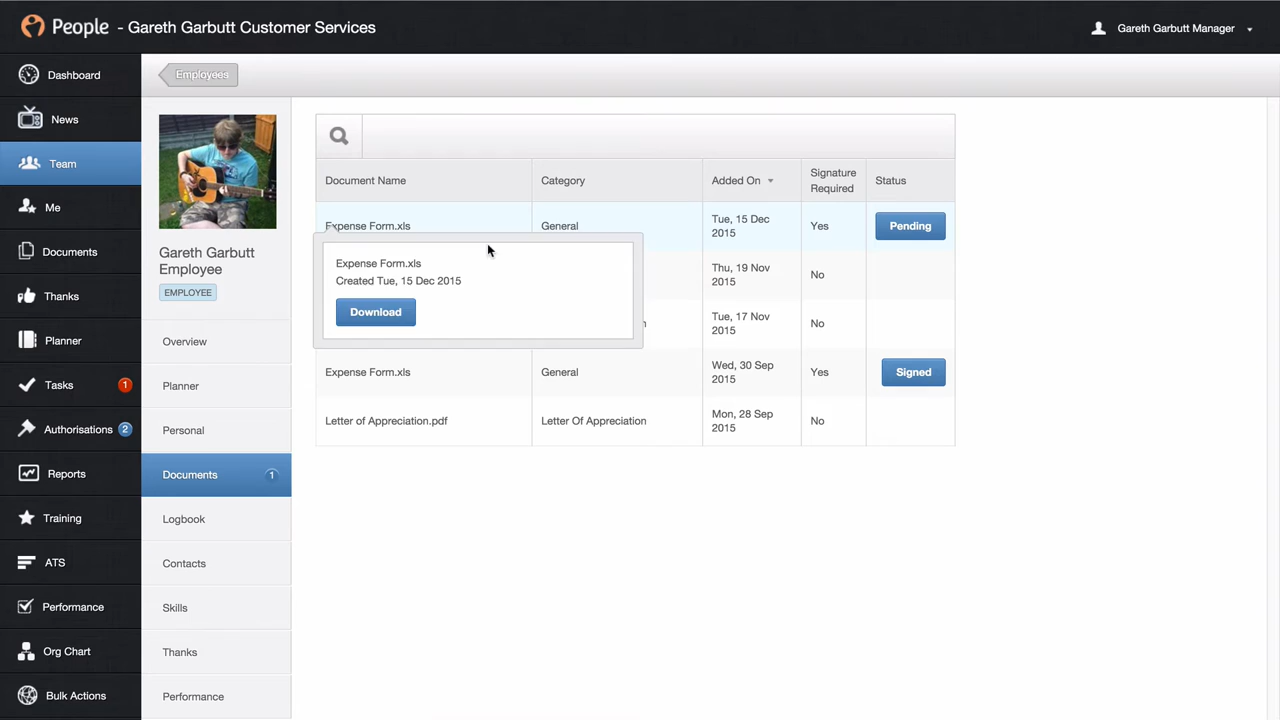 People - Gareth Garbutt Customer Services
Gareth Garbutt Manager
Dashboard
News
Team
Me
Documents
Thanks
Planner
Tasks 1
Authorisations 2
Reports
Training
ATS
Performance
Org Chart
Bulk Actions
Employees
Gareth Garbutt
Employee
EMPLOYEE
Overview
Planner
Personal
Documents 1
Logbook
Contacts
Skills
Thanks
Performance
Document Name Category Added On Signature
Required Status
Expense Form.xls General Tue, 15 Dec
2015 Yes Pending
Expense Form.xls
Created Tue, 15 Dec 2015
Download
Thu, 19 Nov
2015 No
Tue, 17 Nov
2015 No
Expense Form.xls General Wed, 30 Sep
2015 Yes Signed
Letter of Appreciation.pdf Letter Of Appreciation Mon, 28 Sep
2015 No